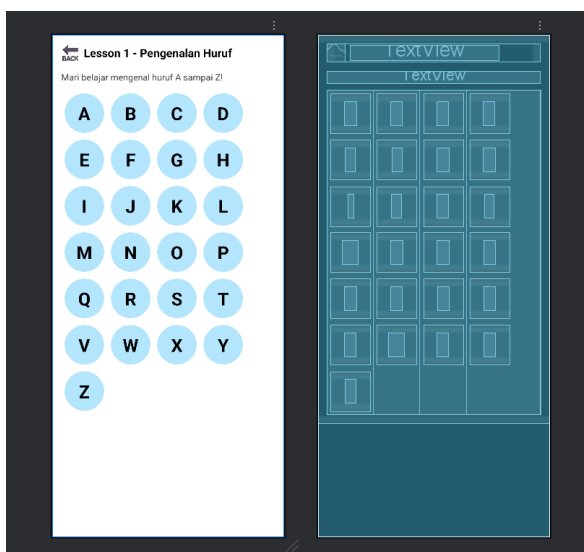 BACK Lesson 1 - Pengenalan Huruf
Mari belajar mengenal huruf A sampai Z!
A B C D
E F G H
I J K L
M N O P
Q R S T
V W X Y
Z
TextView
TextView